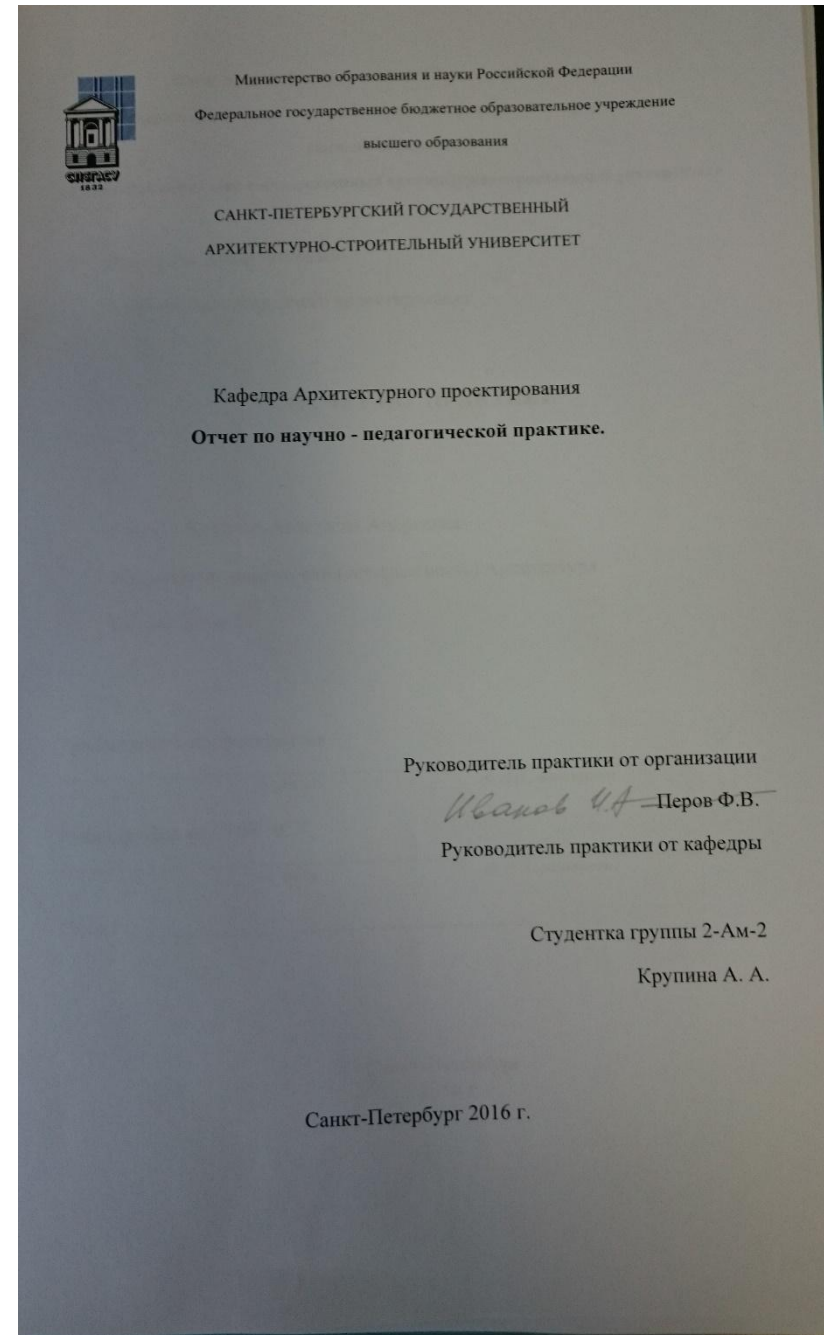 Министерство образования и науки Российской Федерации
Федеральное государственное бюджетное образовательное учреждение
высшего образования
СПбГАСУ
1832
САНКТ-ПЕТЕРБУРГСКИЙ ГОСУДАРСТВЕННЫЙ
АРХИТЕКТУРНО-СТРОИТЕЛЬНЫЙ УНИВЕРСИТЕТ
Кафедра Архитектурного проектирования
Отчет по научно - педагогической практике.
Руководитель практики от организации
Иванов И.А Перов Ф.В.
Руководитель практики от кафедры
Студентка группы 2-Ам-2
Крупина А. А.
Санкт-Петербург 2016 г.